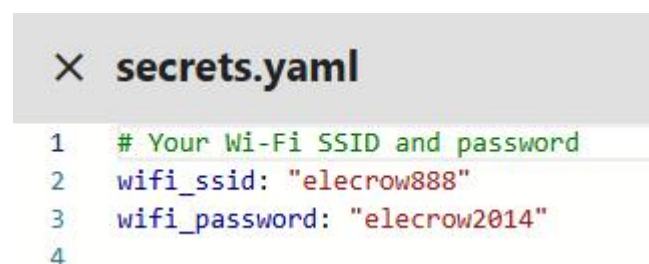 × secrets.yaml
1 # Your Wi-Fi SSID and password
2 wifi_ssid: "elecrow888"
3 wifi_password: "elecrow2014"
4